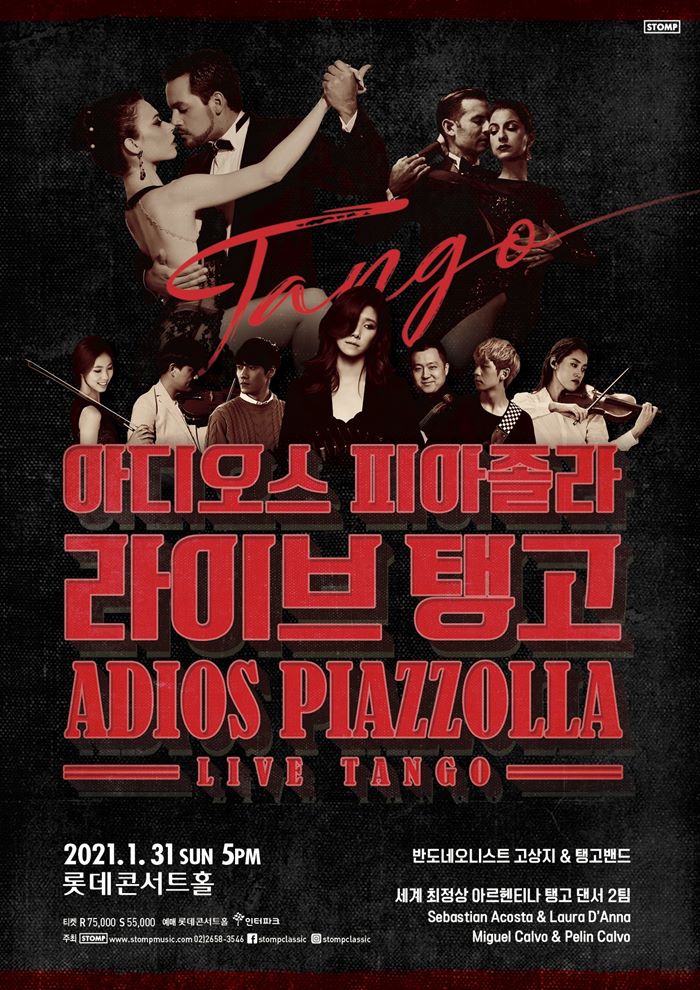 STOMP
Tango
아디오스 피아졸라
라이브 탱고
ADIOS PIAZZOLLA
LIVE TANGO
2021.1.31 SUN 5PM
롯데콘서트홀
티켓 R 75,000 S 55,000 예매 롯데콘서트홀 인터파크
주최 STOMP www.stompmusic.com 02)2658-3546 stompclassic stompclassic
반도네오니스트 고상지 & 탱고밴드
세계 최정상 아르헨티나 탱고 댄서 2팀
Sebastian Acosta & Laura D'Anna
Miguel Calvo & Pelin Calvo